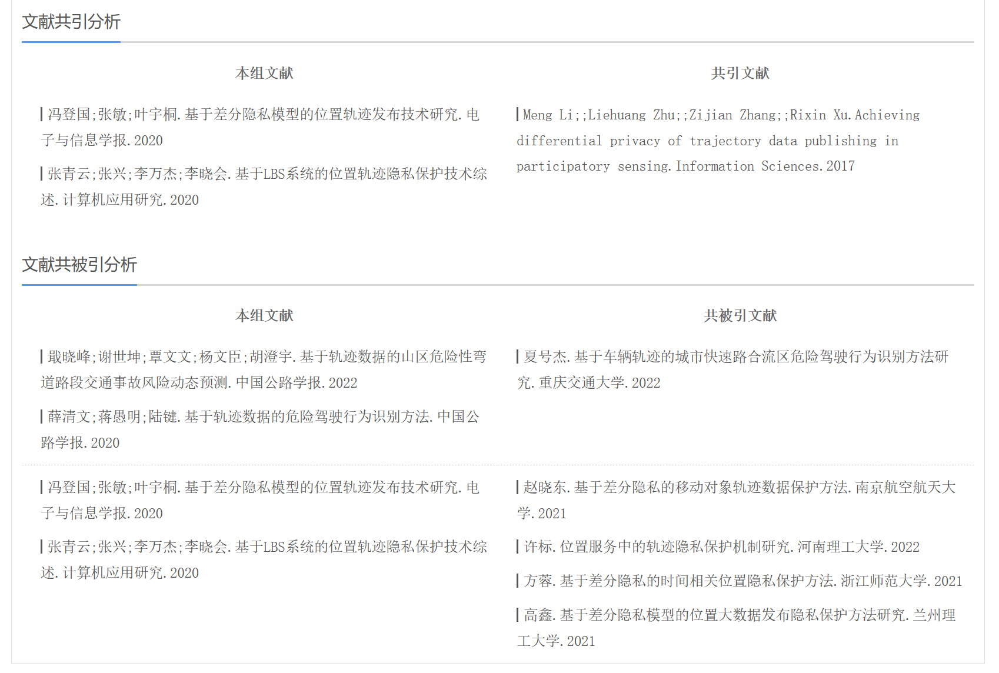 文献共引分析
本组文献
共引文献
冯登国;张敏;叶宇桐.基于差分隐私模型的位置轨迹发布技术研究.电
子与信息学报.2020
张青云;张兴;李万杰;李晓会.基于LBS系统的位置轨迹隐私保护技术综
述.计算机应用研究.2020
Meng Li;;Liehuang Zhu;;Zijian Zhang;;Rixin Xu.Achieving
differential privacy of trajectory data publishing in
participatory sensing.Information Sciences.2017
文献共被引分析
本组文献
共被引文献
戢晓峰;谢世坤;覃文文;杨文臣;胡澄宇.基于轨迹数据的山区危险性弯
道路段交通事故风险动态预测.中国公路学报.2022
薛清文;蒋愚明;陆键.基于轨迹数据的危险驾驶行为识别方法.中国公
路学报.2020
夏号杰.基于车辆轨迹的城市快速路合流区危险驾驶行为识别方法研
究.重庆交通大学.2022
冯登国;张敏;叶宇桐.基于差分隐私模型的位置轨迹发布技术研究.电
子与信息学报.2020
张青云;张兴;李万杰;李晓会.基于LBS系统的位置轨迹隐私保护技术综
述.计算机应用研究.2020
赵晓东.基于差分隐私的移动对象轨迹数据保护方法.南京航空航天大
学.2021
许标.位置服务中的轨迹隐私保护机制研究.河南理工大学.2022
方蓉.基于差分隐私的时间相关位置隐私保护方法.浙江师范大学.2021
高鑫.基于差分隐私模型的位置大数据发布隐私保护方法研究.兰州理
工大学.2021